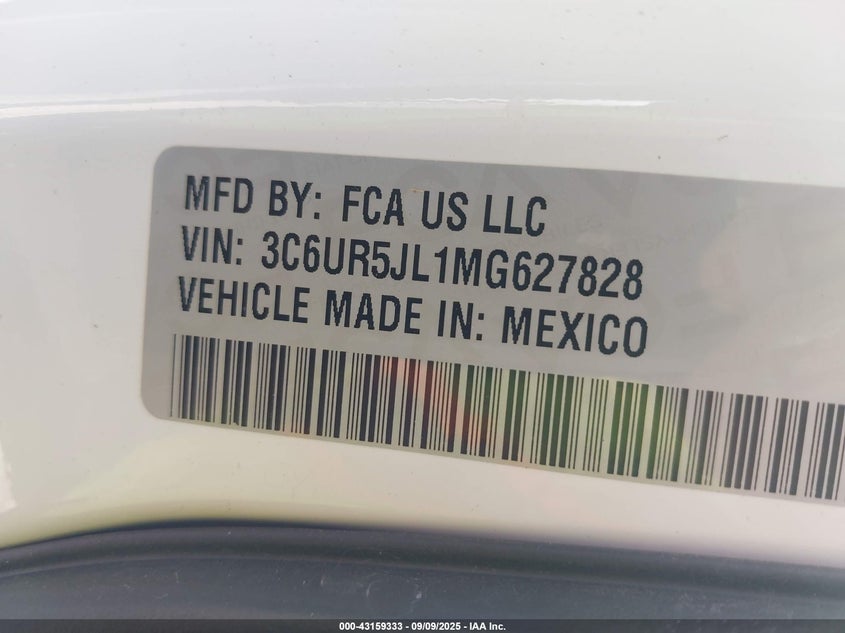 MFD BY: FCA US LLC
VIN: 3C6UR5JL1MG627828
VEHICLE MADE IN: MEXICO
000-43159333 - 09/09/2025 - IAA Inc.